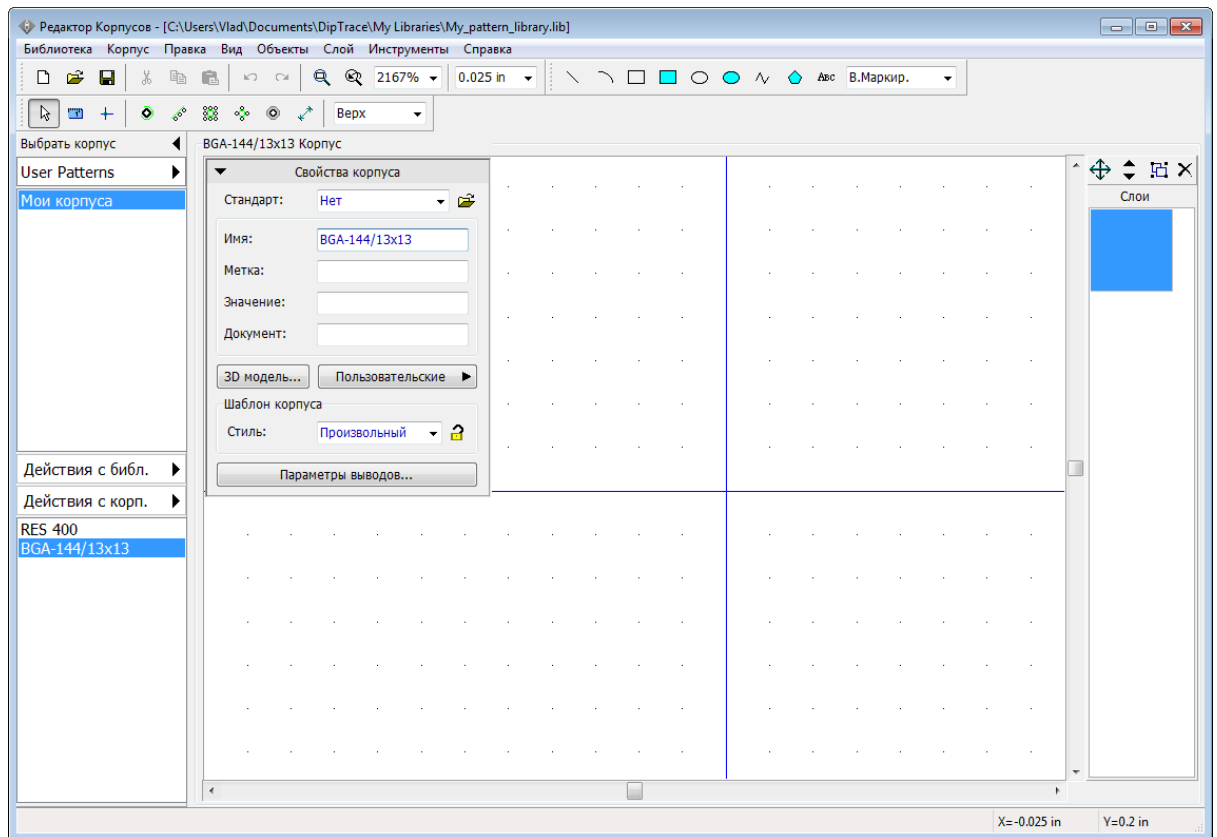 Редактор Корпусов - [C:\Users\Vlad\Documents\DipTrace\My Libraries\My_pattern_library.lib]
Библиотека Корпус Правка Вид Объекты Слой Инструменты Справка
2167% 0.025 in ABC В.Маркир.
Верх
Выбрать корпус
BGA-144/13x13 Корпус
User Patterns
Мои корпуса
Свойства корпуса
Стандарт: Нет
Имя: BGA-144/13x13
Метка:
Значение:
Документ:
3D модель... Пользовательские
Шаблон корпуса
Стиль: Произвольный
Параметры выводов...
Слои
Действия с библ.
Действия с корп.
RES 400
BGA-144/13x13
X=-0.025 in Y=0.2 in